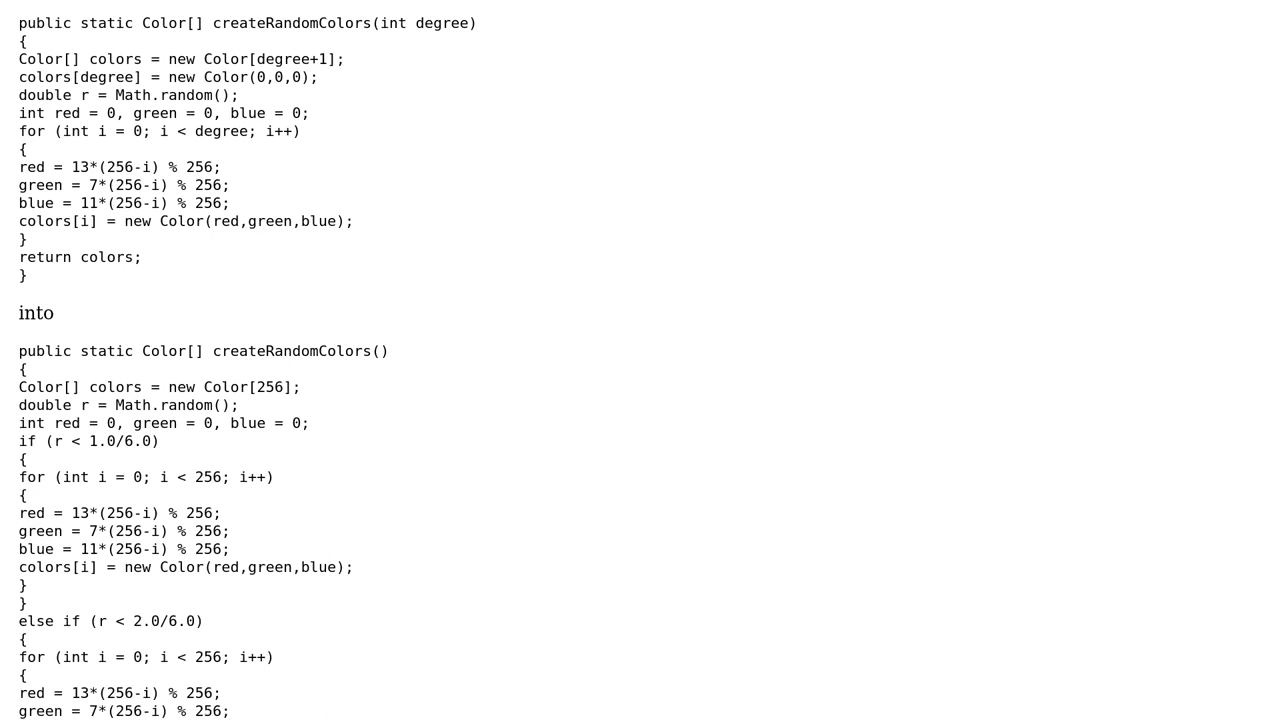 public static Color[] createRandomColors(int degree)
{
Color[] colors = new Color[degree+1];
colors[degree] = new Color(0,0,0);
double r = Math.random();
int red = 0, green = 0, blue = 0;
for (int i = 0; i < degree; i++)
{
red = 13*(256-i) % 256;
green = 7*(256-i) % 256;
blue = 11*(256-i) % 256;
colors[i] = new Color(red,green,blue);
}
return colors;
}
into
public static Color[] createRandomColors()
{
Color[] colors = new Color[256];
double r = Math.random();
int red = 0, green = 0, blue = 0;
if (r < 1.0/6.0)
{
for (int i = 0; i < 256; i++)
{
red = 13*(256-i) % 256;
green = 7*(256-i) % 256;
blue = 11*(256-i) % 256;
colors[i] = new Color(red,green,blue);
}
}
else if (r < 2.0/6.0)
{
for (int i = 0; i < 256; i++)
{
red = 13*(256-i) % 256;
green = 7*(256-i) % 256;